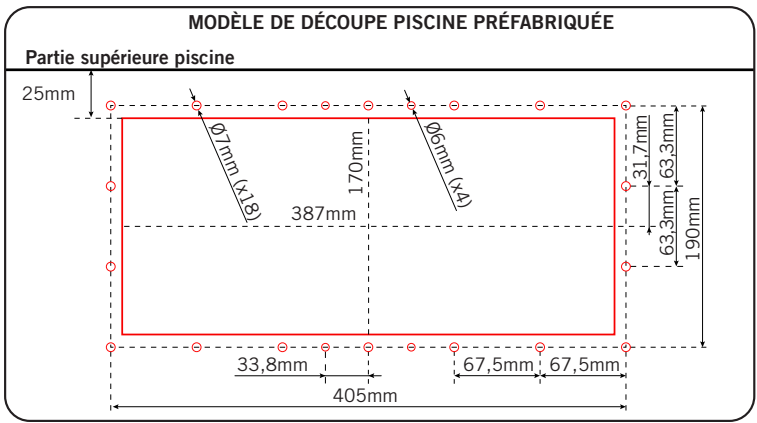 MODÈLE DE DÉCOUPE PISCINE PRÉFABRIQUÉE
Partie supérieure piscine
25mm
Ø7mm (x18)
170mm
Ø6mm (x4)
31,7mm
63,3mm
387mm
63,3mm
190mm
33,8mm
67,5mm
67,5mm
405mm